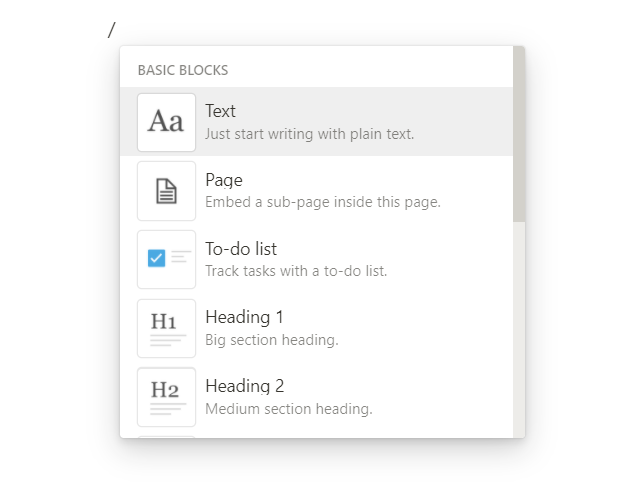 /
BASIC BLOCKS
Aa
Text
Just start writing with plain text.
Page
Embed a sub-page inside this page.
To-do list
Track tasks with a to-do list.
H1
Heading 1
Big section heading.
H2
Heading 2
Medium section heading.